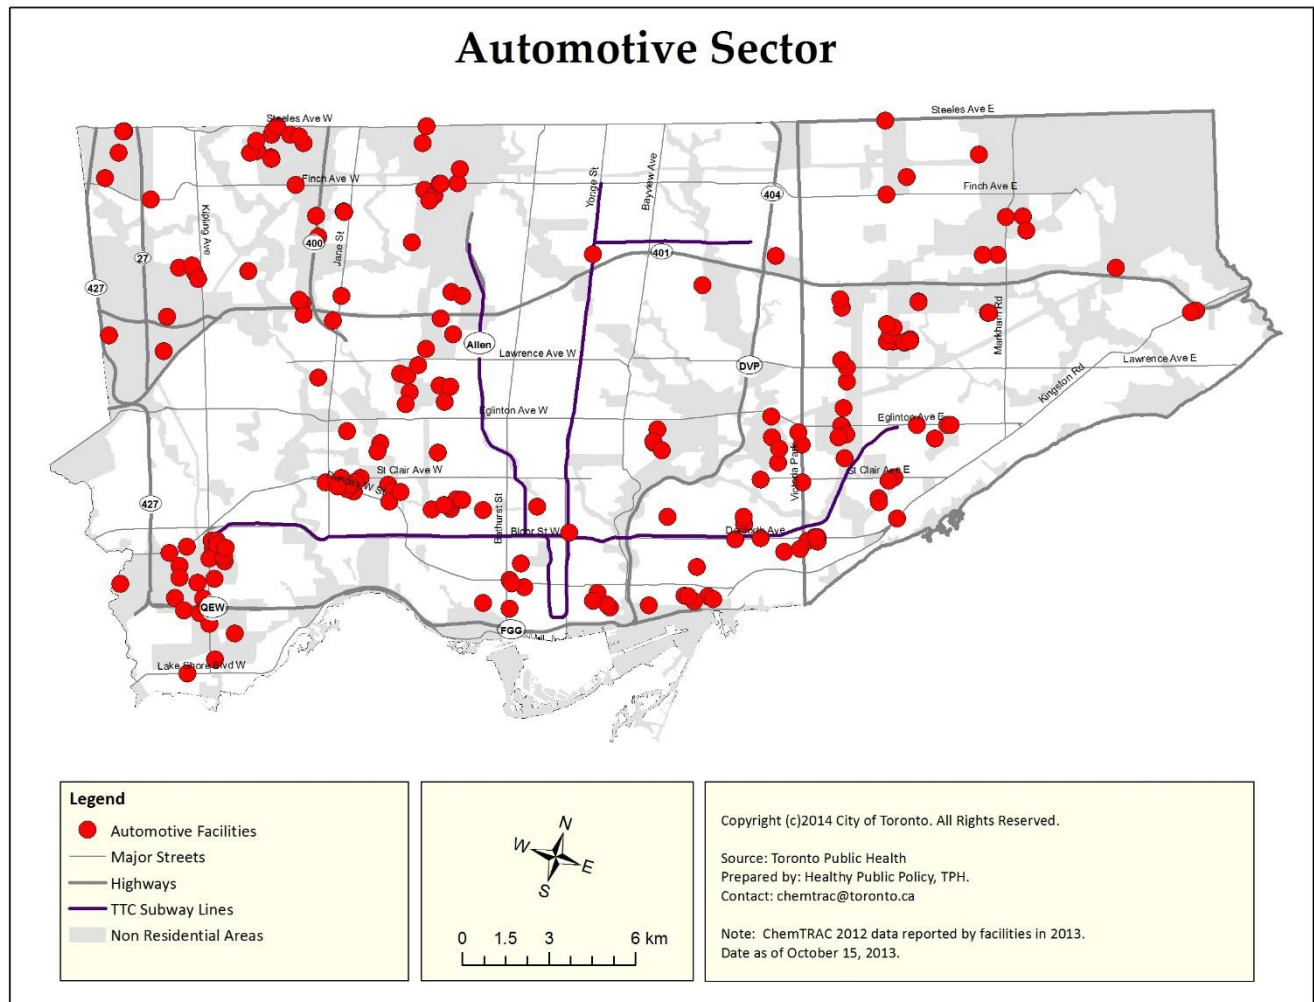 Automotive Sector
Steeles Ave E
Steeles Ave W
Finch Ave W
Finch Ave E
Kipling Ave
27
427
400
Jane St
Yonge St
Bayview Ave
404
401
Allen
Lawrence Ave W
DVP
Markham Rd
Lawrence Ave E
Kingston Rd
Eglinton Ave W
Eglinton Ave E
Victoria Park
St Clair Ave W
St Clair Ave E
427
Bathurst St
Bloor St W
Danforth Ave
QEW
FGG
Lake Shore Blvd W
Legend
Automotive Facilities
Major Streets
Highways
TTC Subway Lines
Non Residential Areas
N
W
E
S
0 1.5 3 6 km
Copyright (c)2014 City of Toronto. All Rights Reserved.
Source: Toronto Public Health
Prepared by: Healthy Public Policy, TPH.
Contact: chemtrac@toronto.ca
Note: ChemTRAC 2012 data reported by facilities in 2013.
Date as of October 15, 2013.